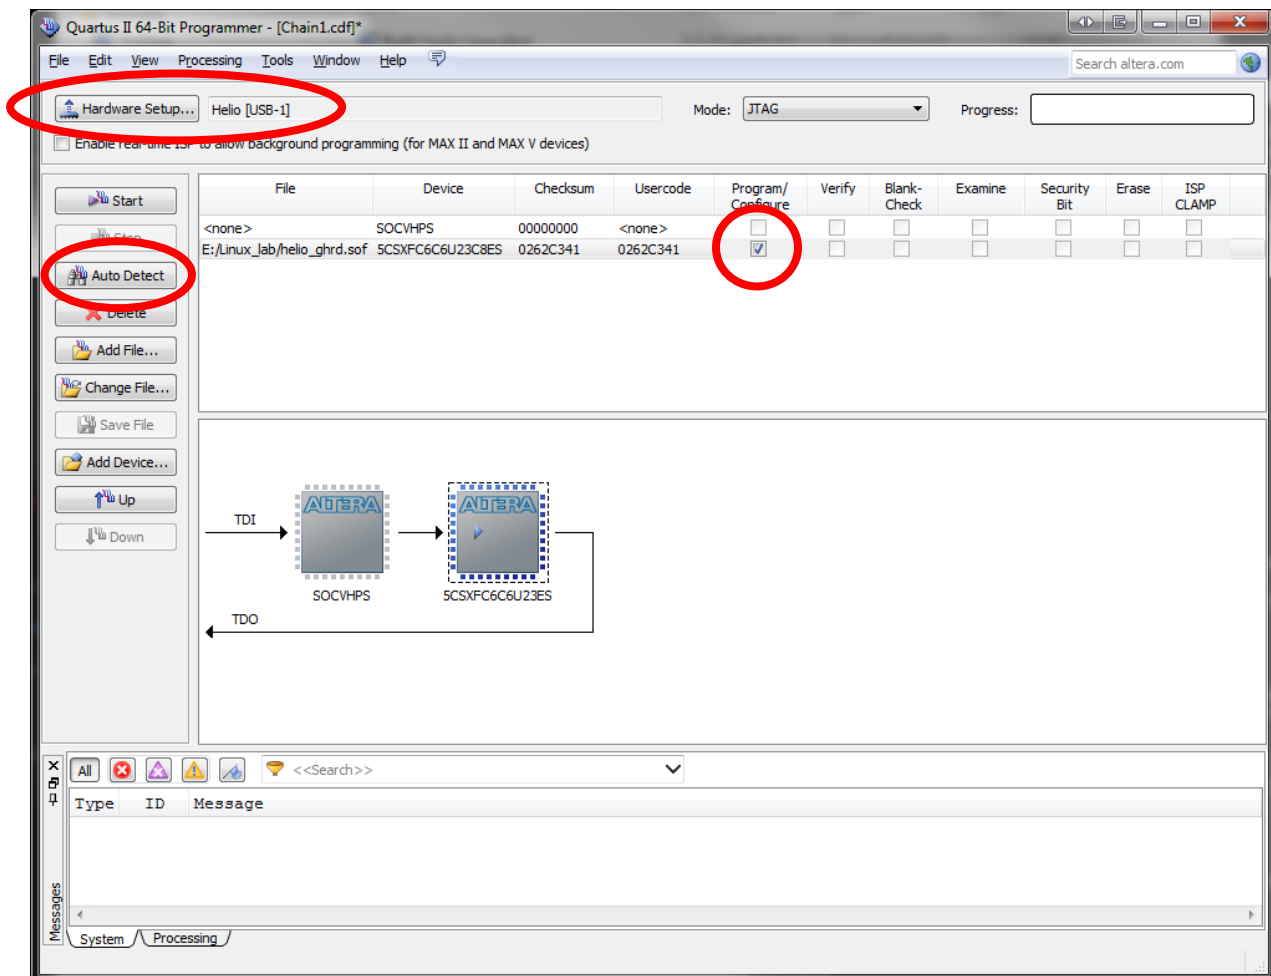 Quartus II 64-Bit Programmer - [Chain1.cdf]*
File Edit View Processing Tools Window Help
Search altera.com
Hardware Setup... Helio [USB-1] Mode: JTAG Progress:
Enable real-time ISP to allow background programming (for MAX II and MAX V devices)
File Device Checksum Usercode Program/ Configure Verify Blank- Check Examine Security Bit Erase ISP CLAMP
<none> SOCVHPS 00000000 <none>
E:/Linux_lab/helio_ghrd.sof 5CSXFC6C6U23C8ES 0262C341 0262C341
Start
Stop
Auto Detect
Delete
Add File...
Change File...
Save File
Add Device...
Up
Down
ALTERA ALTERA
TDI
SOCVHPS 5CSXFC6C6U23ES
TDO
All <<Search>>
Type ID Message
Messages
System Processing